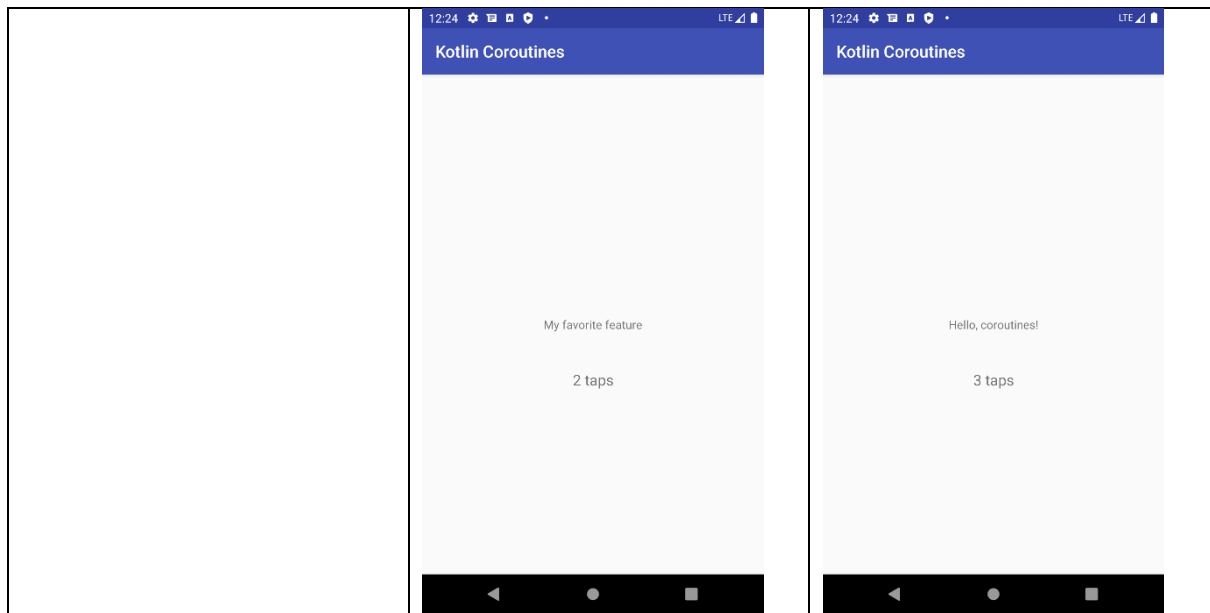 12:24 LTE
Kotlin Coroutines
My favorite feature
2 taps
12:24 LTE
Kotlin Coroutines
Hello, coroutines!
3 taps